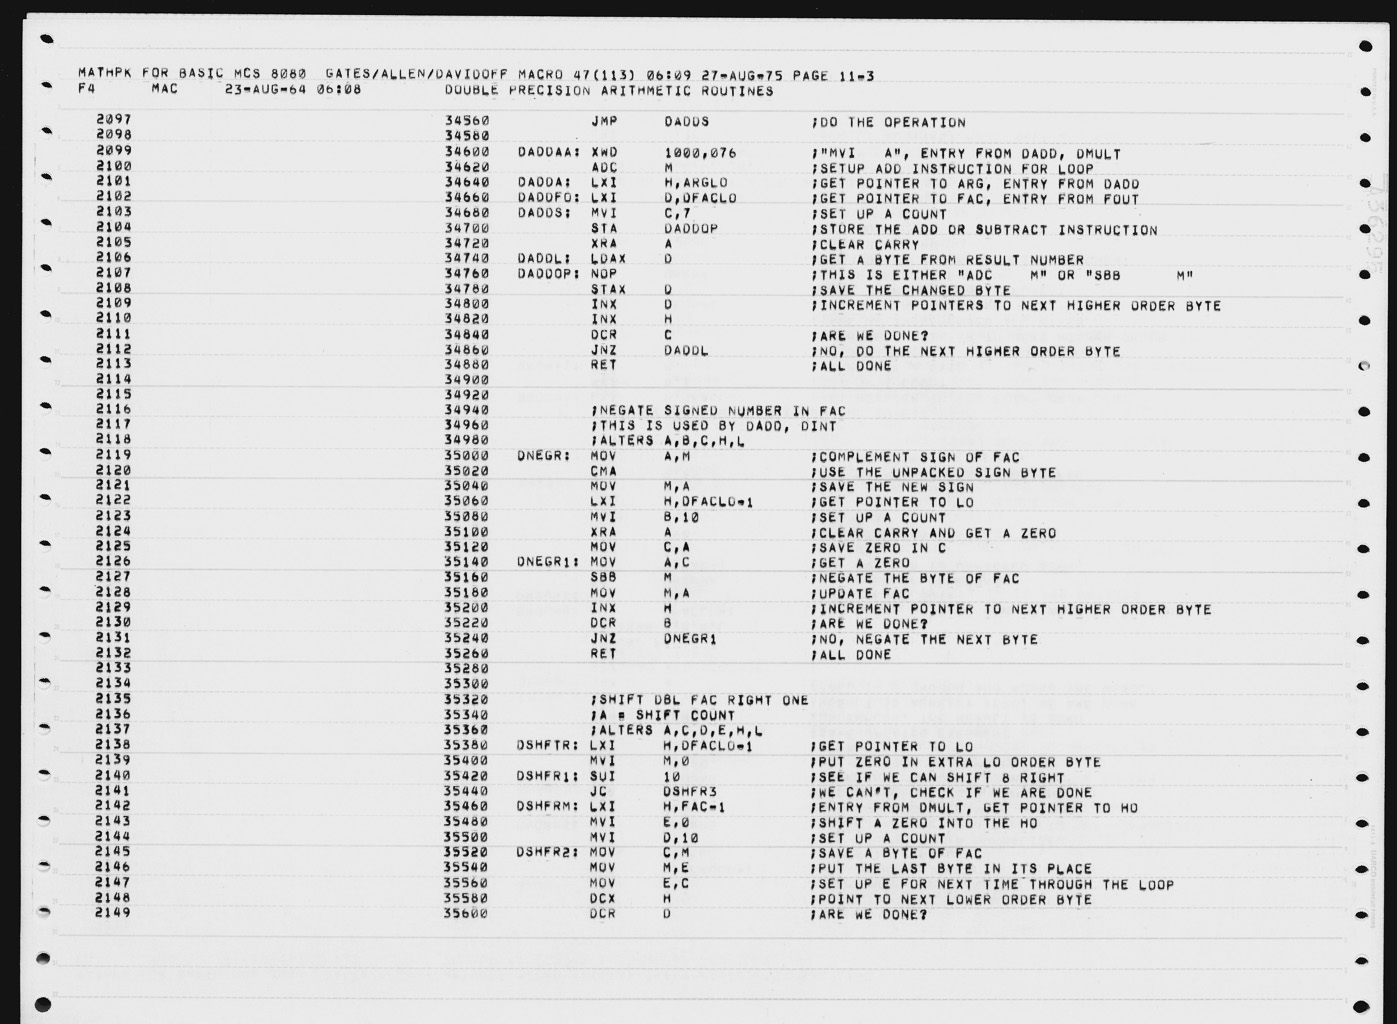 MATHPK FOR BASIC MCS 8080  GATES/ALLEN/DAVIDOFF MACRO 47(113) 06:09 27-AUG-75 PAGE 11-3
F4 MAC 23-AUG-64 06:08 DOUBLE PRECISION ARITHMETIC ROUTINES
2097 34560 JMP DADDS ;DO THE OPERATION
2098 34580
2099 34600 DADDAA: XWD 1000,076 ;"MVI A", ENTRY FROM DADD, DMULT
2100 34620 ADC M ;SETUP ADD INSTRUCTION FOR LOOP
2101 34640 DADDA: LXI H,ARGLO ;GET POINTER TO ARG, ENTRY FROM DADD
2102 34660 DADDFO: LXI D,DFACLO ;GET POINTER TO FAC, ENTRY FROM FOUT
2103 34680 DADDS: MVI C,7 ;SET UP A COUNT
2104 34700 STA DADDOP ;STORE THE ADD OR SUBTRACT INSTRUCTION
2105 34720 XRA A ;CLEAR CARRY
2106 34740 DADDL: LDAX D ;GET A BYTE FROM RESULT NUMBER
2107 34760 DADDOP: NOP ;THIS IS EITHER "ADC M" OR "SBB M"
2108 34780 STAX D ;SAVE THE CHANGED BYTE
2109 34800 INX D ;INCREMENT POINTERS TO NEXT HIGHER ORDER BYTE
2110 34820 INX H
2111 34840 DCR C ;ARE WE DONE?
2112 34860 JNZ DADDL ;NO, DO THE NEXT HIGHER ORDER BYTE
2113 34880 RET ;ALL DONE
2114 34900
2115 34920
2116 34940 ;NEGATE SIGNED NUMBER IN FAC
2117 34960 ;THIS IS USED BY DADD, DINT
2118 34980 ;ALTERS A,B,C,H,L
2119 35000 DNEGR: MOV A,M ;COMPLEMENT SIGN OF FAC
2120 35020 CMA ;USE THE UNPACKED SIGN BYTE
2121 35040 MOV M,A ;SAVE THE NEW SIGN
2122 35060 LXI H,DFACLO-1 ;GET POINTER TO LO
2123 35080 MVI B,10 ;SET UP A COUNT
2124 35100 XRA A ;CLEAR CARRY AND GET A ZERO
2125 35120 MOV C,A ;SAVE ZERO IN C
2126 35140 DNEGR1: MOV A,C ;GET A ZERO
2127 35160 SBB M ;NEGATE THE BYTE OF FAC
2128 35180 MOV M,A ;UPDATE FAC
2129 35200 INX H ;INCREMENT POINTER TO NEXT HIGHER ORDER BYTE
2130 35220 DCR B ;ARE WE DONE?
2131 35240 JNZ DNEGR1 ;NO, NEGATE THE NEXT BYTE
2132 35260 RET ;ALL DONE
2133 35280
2134 35300
2135 35320 ;SHIFT DBL FAC RIGHT ONE
2136 35340 ;A = SHIFT COUNT
2137 35360 ;ALTERS A,C,D,E,H,L
2138 35380 DSHFTR: LXI H,DFACLO-1 ;GET POINTER TO LO
2139 35400 MVI M,0 ;PUT ZERO IN EXTRA LO ORDER BYTE
2140 35420 DSHFR1: SUI 10 ;SEE IF WE CAN SHIFT 8 RIGHT
2141 35440 JC DSHFR3 ;WE CAN'T, CHECK IF WE ARE DONE
2142 35460 DSHFRM: LXI H,FAC-1 ;ENTRY FROM DMULT, GET POINTER TO HO
2143 35480 MVI E,0 ;SHIFT A ZERO INTO THE HO
2144 35500 MVI D,10 ;SET UP A COUNT
2145 35520 DSHFR2: MOV C,M ;SAVE A BYTE OF FAC
2146 35540 MOV M,E ;PUT THE LAST BYTE IN ITS PLACE
2147 35560 MOV E,C ;SET UP E FOR NEXT TIME THROUGH THE LOOP
2148 35580 DCX H ;POINT TO NEXT LOWER ORDER BYTE
2149 35600 DCR D ;ARE WE DONE?